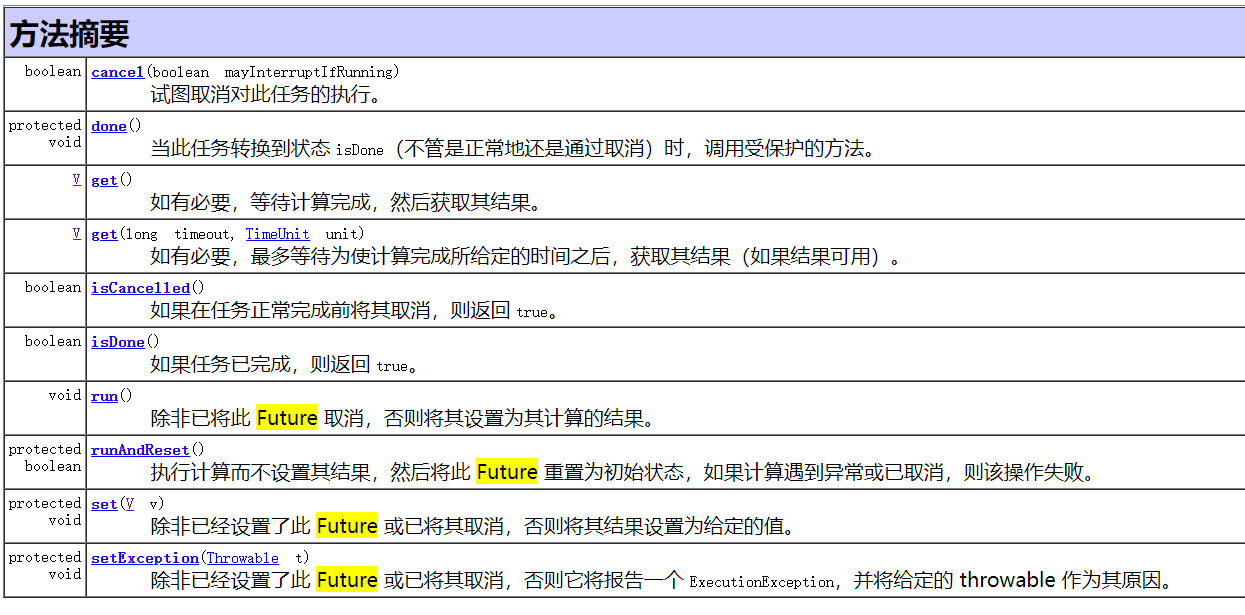 方法摘要
boolean cancel(boolean mayInterruptIfRunning)
试图取消对此任务的执行。
protected void done()
当此任务转换到状态 isDone（不管是正常地还是通过取消）时，调用受保护的方法。
V get()
如有必要，等待计算完成，然后获取其结果。
V get(long timeout, TimeUnit unit)
如有必要，最多等待为使计算完成所给定的时间之后，获取其结果（如果结果可用）。
boolean isCancelled()
如果在任务正常完成前将其取消，则返回 true。
boolean isDone()
如果任务已完成，则返回 true。
void run()
除非已将此 Future 取消，否则将其设置为其计算的结果。
protected boolean runAndReset()
执行计算而不设置其结果，然后将此 Future 重置为初始状态，如果计算遇到异常或已取消，则该操作失败。
protected void set(V v)
除非已经设置了此 Future 或已将其取消，否则将其结果设置为给定的值。
protected void setException(Throwable t)
除非已经设置了此 Future 或已将其取消，否则它将报告一个 ExecutionException，并将给定的 throwable 作为其原因。